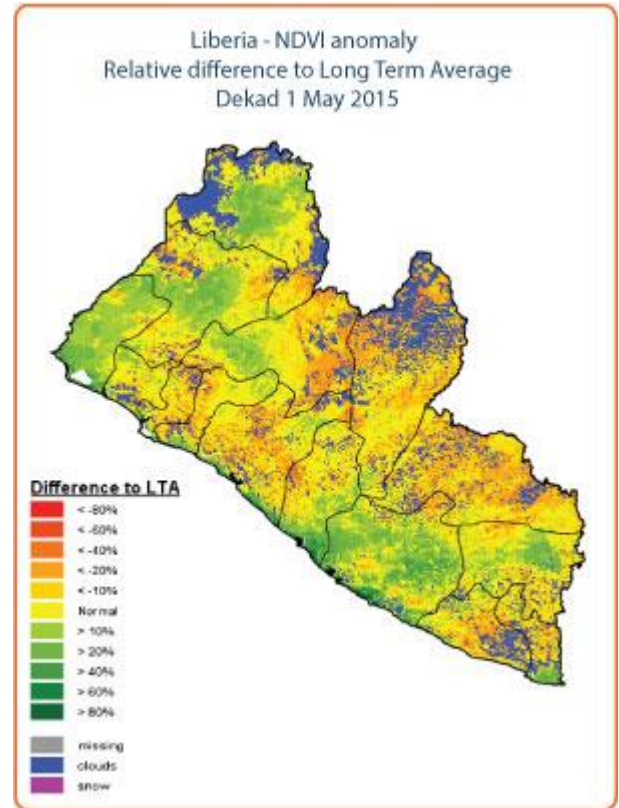 Liberia - NDVI anomaly
Relative difference to Long Term Average
Dekad 1 May 2015
Difference to LTA
< -80%
< -60%
< -40%
< -20%
< -10%
Normal
> 10%
> 20%
> 40%
> 60%
> 80%
missing
clouds
snow